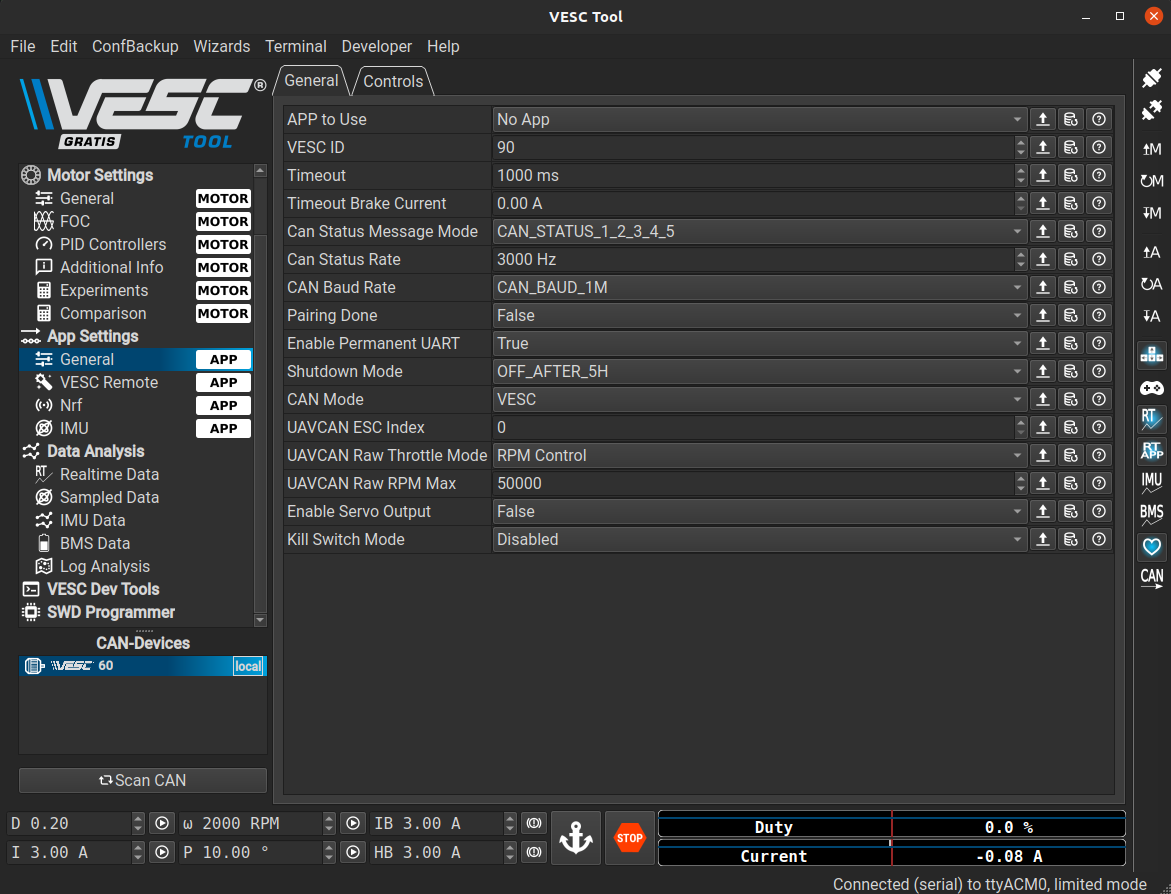 VESC Tool
File Edit ConfBackup Wizards Terminal Developer Help
VESC®
GRATIS TOOL
Motor Settings
General MOTOR
FOC MOTOR
PID Controllers MOTOR
Additional Info MOTOR
Experiments MOTOR
Comparison MOTOR
App Settings
General APP
VESC Remote APP
Nrf APP
IMU APP
Data Analysis
RT Realtime Data
Sampled Data
IMU Data
BMS Data
Log Analysis
VESC Dev Tools
SWD Programmer
CAN-Devices
VESC 60 local
Scan CAN
General Controls
APP to Use No App
VESC ID 90
Timeout 1000 ms
Timeout Brake Current 0.00 A
Can Status Message Mode CAN_STATUS_1_2_3_4_5
Can Status Rate 3000 Hz
CAN Baud Rate CAN_BAUD_1M
Pairing Done False
Enable Permanent UART True
Shutdown Mode OFF_AFTER_5H
CAN Mode VESC
UAVCAN ESC Index 0
UAVCAN Raw Throttle Mode RPM Control
UAVCAN Raw RPM Max 50000
Enable Servo Output False
Kill Switch Mode Disabled
M
M
M
A
A
A
RT
RT APP
IMU
BMS
CAN
D 0.20 ω 2000 RPM IB 3.00 A
I 3.00 A P 10.00 ° HB 3.00 A
STOP
Duty 0.0 %
Current -0.08 A
Connected (serial) to ttyACM0, limited mode